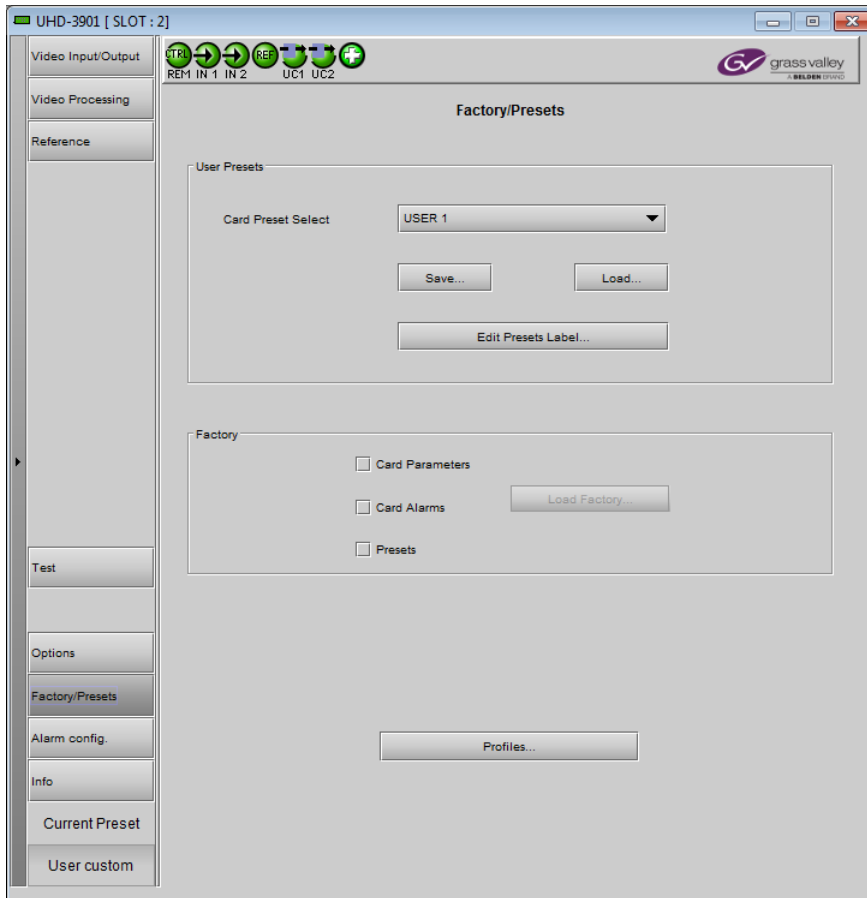 UHD-3901 [ SLOT : 2]
Video Input/Output
Video Processing
Reference
Test
Options
Factory/Presets
Alarm config.
Info
Current Preset
User custom
CTRL REF
REM IN 1 IN 2 UC1 UC2
GV grass valley
A BELDEN BRAND
Factory/Presets
User Presets
Card Preset Select USER 1
Save... Load...
Edit Presets Label...
Factory
Card Parameters
Card Alarms
Load Factory...
Presets
Profiles...